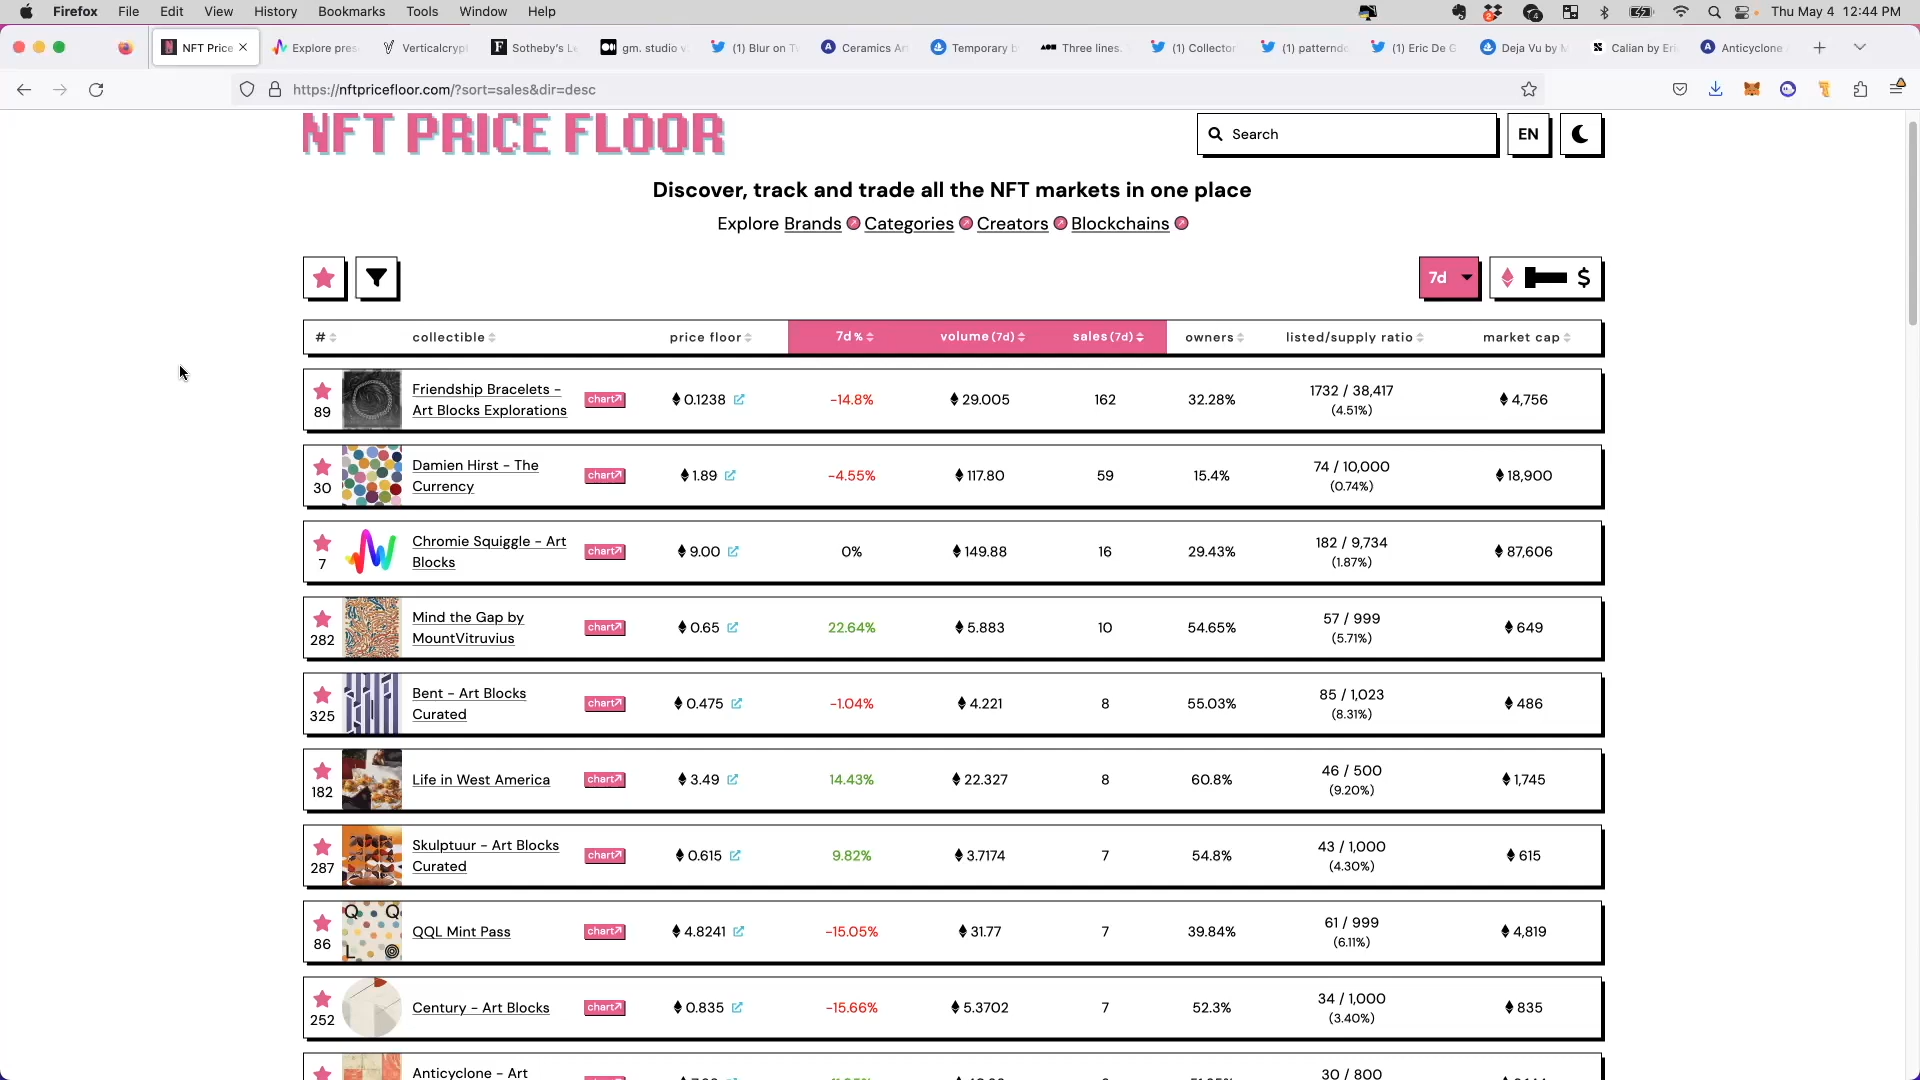 Firefox File Edit View History Bookmarks Tools Window Help 4 Thu May 4 12:44 PM
NFT Price Explore pres Verticalcrypt Sotheby's Le gm. studio v (1) Blur on Tw Ceramics Ar Temporary b Three lines. (1) Collector (1) patterndo (1) Eric De G Deja Vu by M Calian by Eri Anticyclone
https://nftpricefloor.com/?sort=sales&dir=desc
NFT PRICE FLOOR
Search EN
Discover, track and trade all the NFT markets in one place
Explore Brands Categories Creators Blockchains
7d $
# collectible price floor 7d % volume (7d) sales (7d) owners listed/supply ratio market cap
89 Friendship Bracelets - Art Blocks Explorations chart 0.1238 -14.8% 29.005 162 32.28% 1732 / 38,417 (4.51%) 4,756
30 Damien Hirst - The Currency chart 1.89 -4.55% 117.80 59 15.4% 74 / 10,000 (0.74%) 18,900
7 Chromie Squiggle - Art Blocks chart 9.00 0% 149.88 16 29.43% 182 / 9,734 (1.87%) 87,606
282 Mind the Gap by MountVitruvius chart 0.65 22.64% 5.883 10 54.65% 57 / 999 (5.71%) 649
325 Bent - Art Blocks Curated chart 0.475 -1.04% 4.221 8 55.03% 85 / 1,023 (8.31%) 486
182 Life in West America chart 3.49 14.43% 22.327 8 60.8% 46 / 500 (9.20%) 1,745
287 Skulptuur - Art Blocks Curated chart 0.615 9.82% 3.7174 7 54.8% 43 / 1,000 (4.30%) 615
86 Q Q L QQL Mint Pass chart 4.8241 -15.05% 31.77 7 39.84% 61 / 999 (6.11%) 4,819
252 Century - Art Blocks chart 0.835 -15.66% 5.3702 7 52.3% 34 / 1,000 (3.40%) 835
Anticyclone - Art 30 / 800